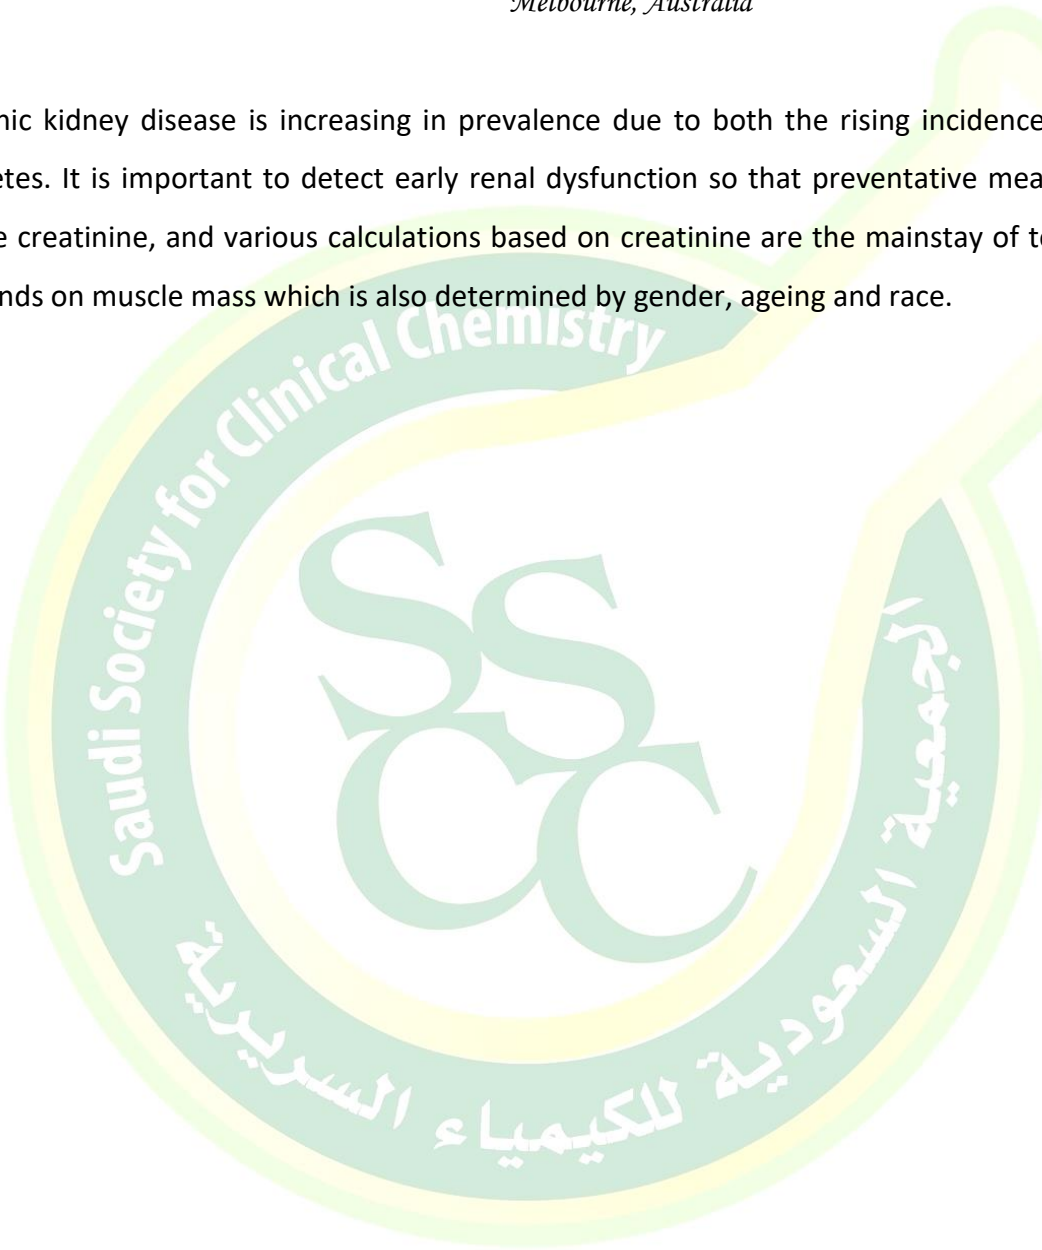 Melbourne, Australia
nic kidney disease is increasing in prevalence due to both the rising incidence
etes. It is important to detect early renal dysfunction so that preventative mea
e creatinine, and various calculations based on creatinine are the mainstay of te
nds on muscle mass which is also determined by gender, ageing and race.
Saudi Society for Clinical Chemistry
SSCC
الجمعية السعودية للكيمياء السريرية